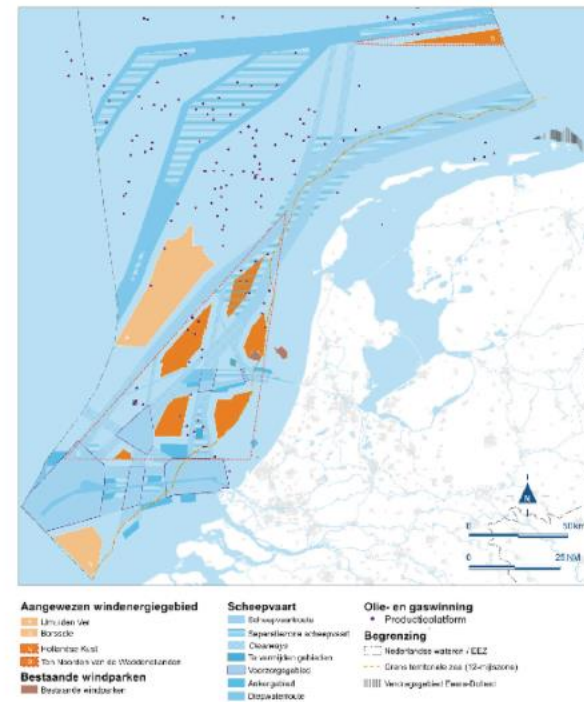 0 50 km
0 25 NM
Aangewezen windenergiegebied
IJmuiden Ver
Borssele
Hollandse Kust
Ten Noorden van de Waddeneilanden
Bestaande windparken
Bestaande windparken
Scheepvaart
Scheepvaartroute
Separatiezone scheepvaart
Clearways
Te vermijden gebieden
Voorzorgsgebied
Ankergebied
Diepwaterroute
Olie- en gaswinning
Productieplatform
Begrenzing
Nederlandse wateren / EEZ
Grens territoriale zee (12-mijlszone)
Verdragsgebied Eems-Dollard